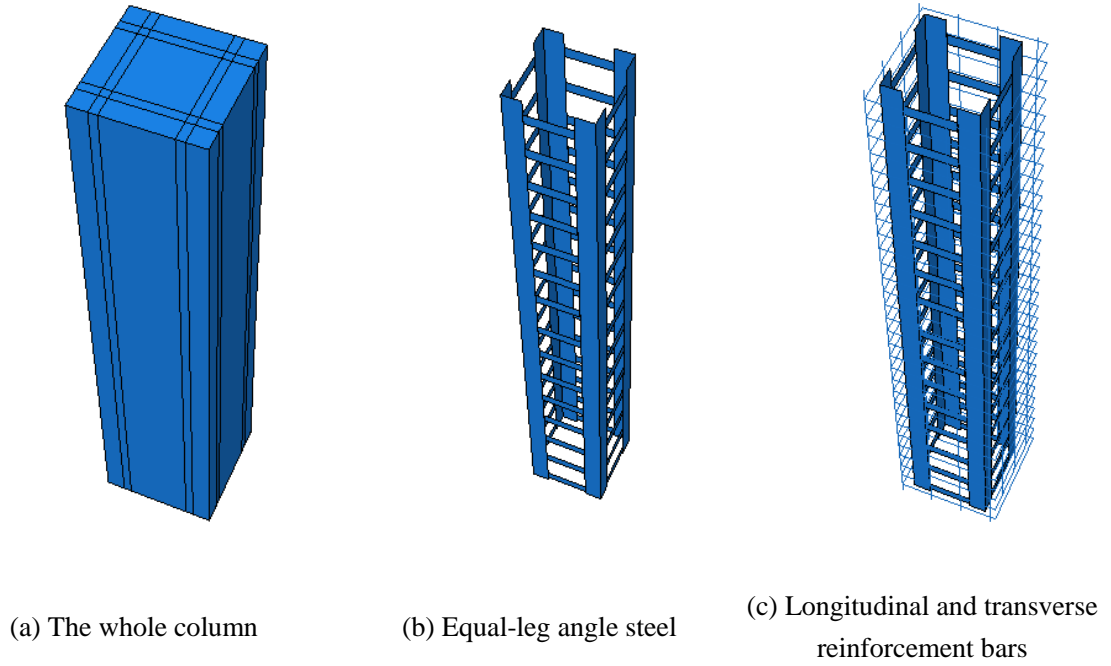 (a) The whole column
(b) Equal-leg angle steel
(c) Longitudinal and transverse
reinforcement bars